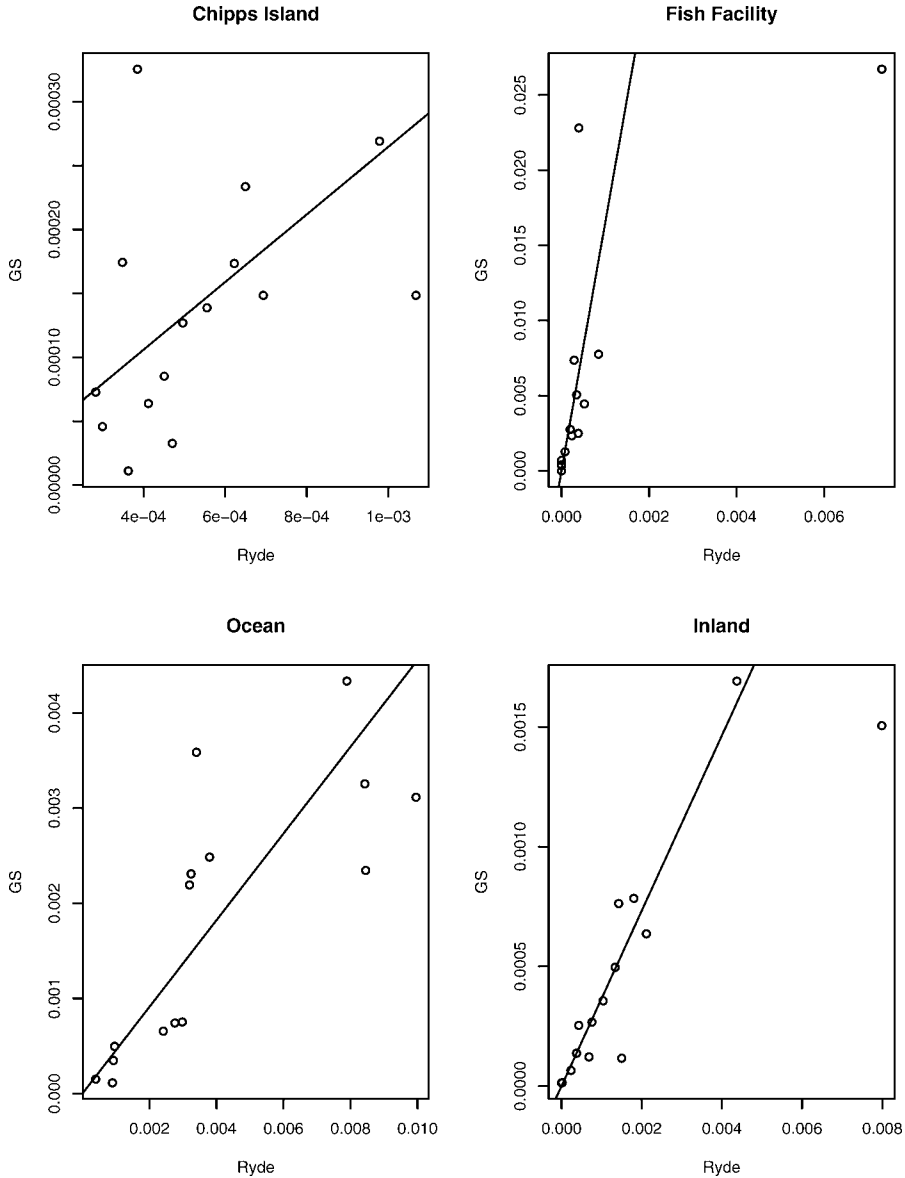 Chipps Island
GS
0.00030
0.00020
0.00010
0.00000
4e−04 6e−04 8e−04 1e−03
Ryde
Fish Facility
GS
0.025
0.020
0.015
0.010
0.005
0.000
0.000 0.002 0.004 0.006
Ryde
Ocean
GS
0.004
0.003
0.002
0.001
0.000
0.002 0.004 0.006 0.008 0.010
Ryde
Inland
GS
0.0015
0.0010
0.0005
0.0000
0.000 0.002 0.004 0.006 0.008
Ryde